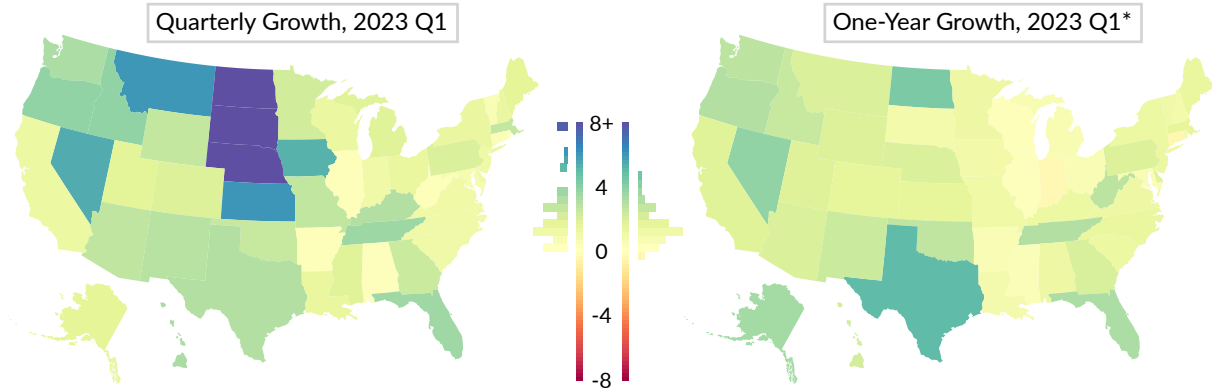 Quarterly Growth, 2023 Q1
One-Year Growth, 2023 Q1*
8+
4
0
-4
-8